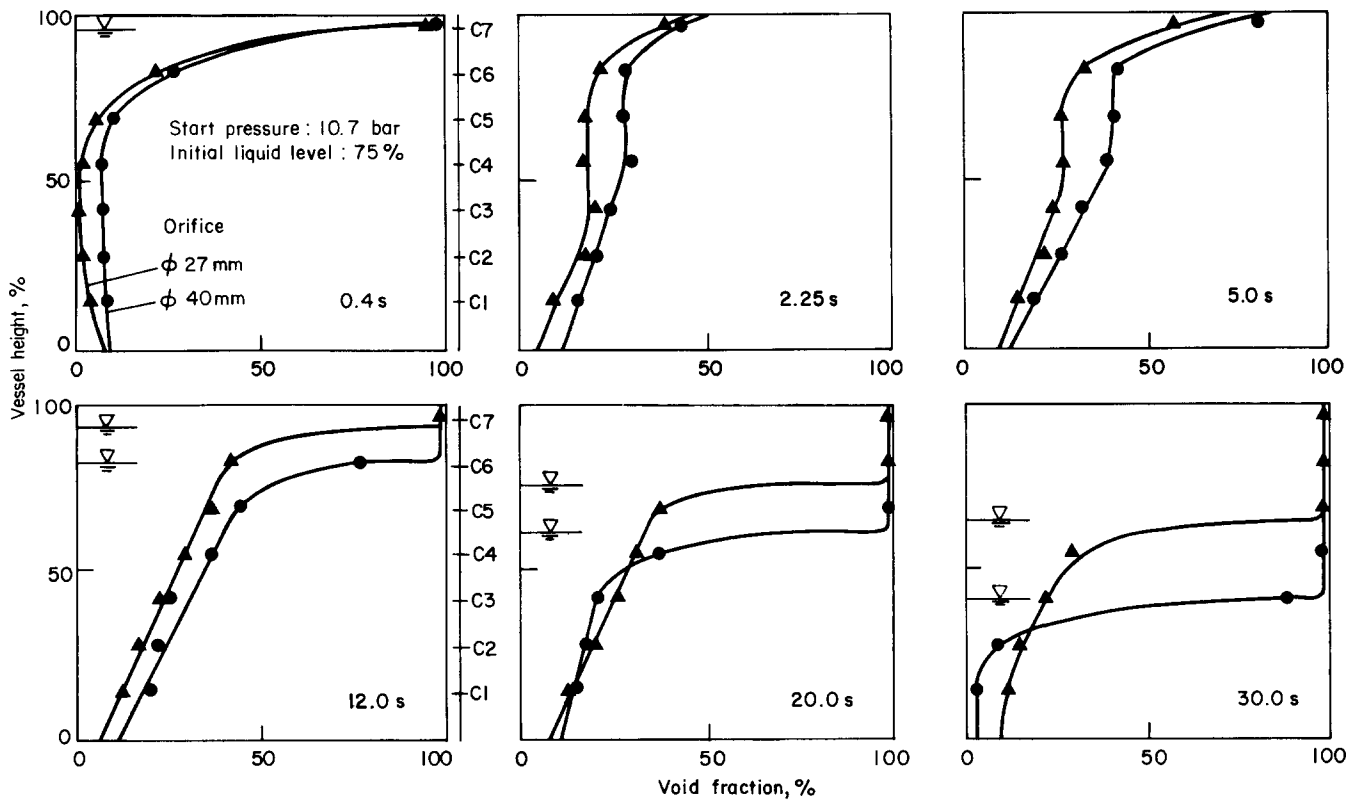 100
C7
C6
C5
Start pressure : 10.7 bar
Initial liquid level : 75%
C4
50
C3
Orifice
C2
ϕ 27 mm
ϕ 40 mm
C1
0.4 s
0
0
50
100
2.25 s
0
50
100
5.0 s
0
50
100
Vessel height, %
100
C7
C6
C5
C4
50
C3
C2
C1
12.0 s
0
0
50
100
20.0 s
50
100
30.0 s
0
50
100
Void fraction, %